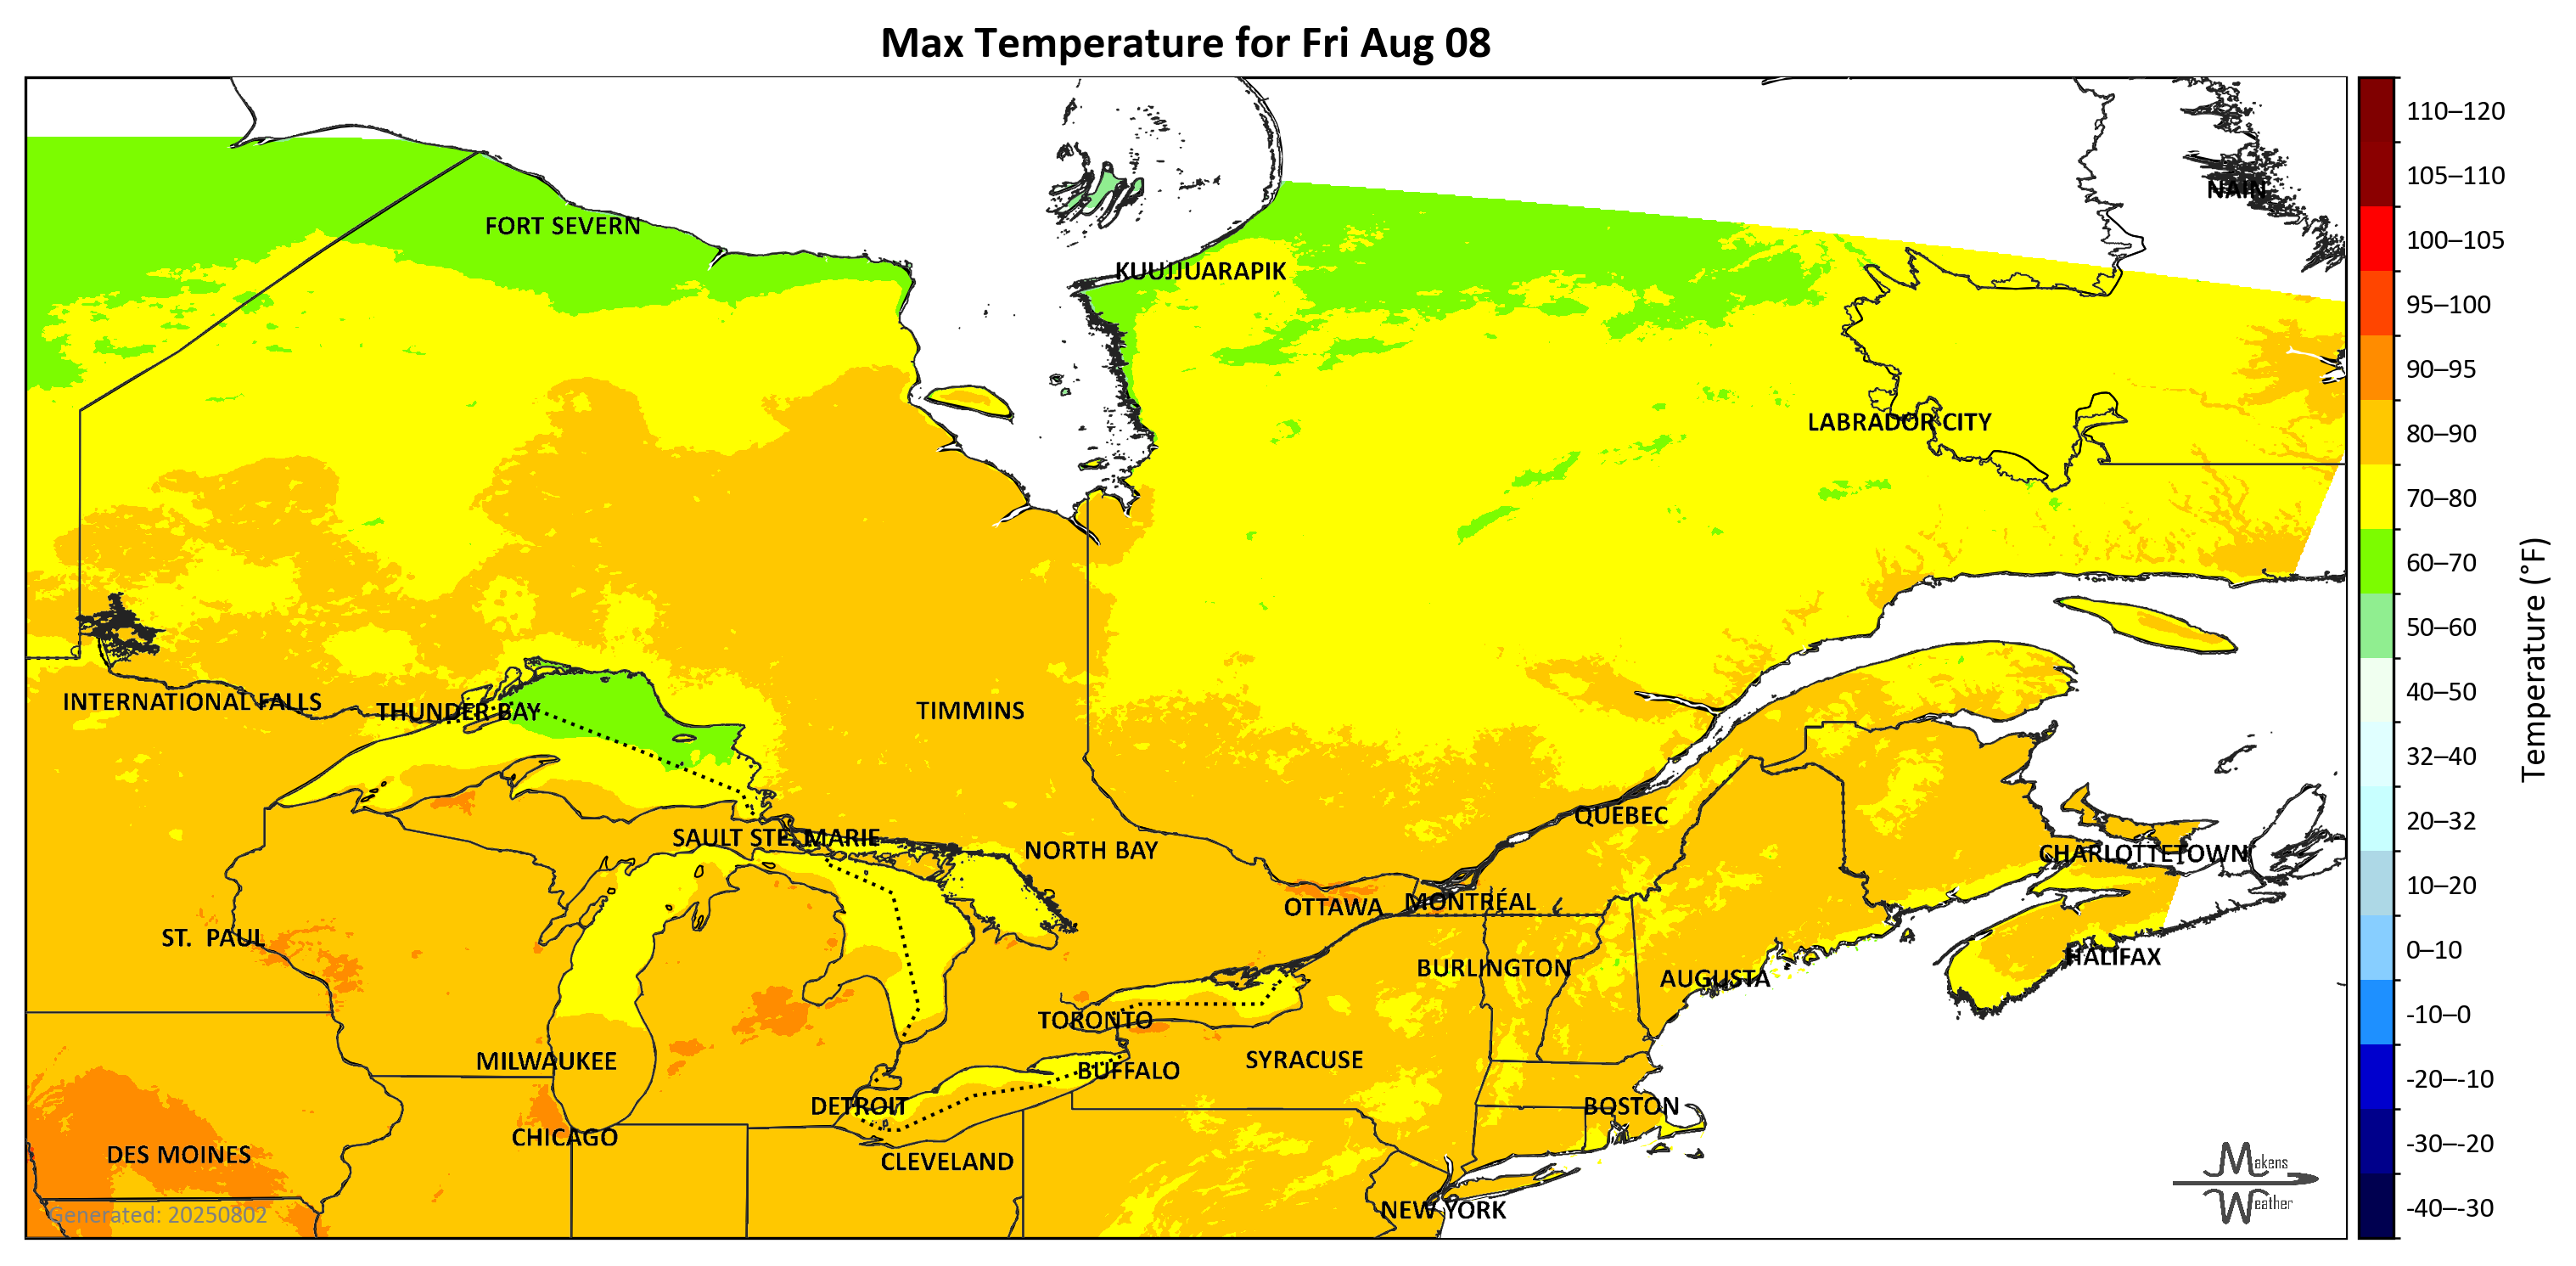 Max Temperature for Fri Aug 08
110–120
105–110
100–105
95–100
90–95
80–90
70–80
60–70
50–60
40–50
32–40
20–32
10–20
0–10
-10–0
-20–-10
-30–-20
-40–-30
Temperature (°F)
NAIN
FORT SEVERN
KUUJJUARAPIK
LABRADOR CITY
INTERNATIONAL FALLS
THUNDER BAY
TIMMINS
QUÉBEC
SAULT STE. MARIE
NORTH BAY
CHARLOTTETOWN
OTTAWA
MONTRÉAL
ST. PAUL
HALIFAX
BURLINGTON
AUGUSTA
TORONTO
MILWAUKEE
SYRACUSE
BUFFALO
DETROIT
BOSTON
CHICAGO
DES MOINES
CLEVELAND
NEW YORK
Generated: 20250802
Makens
Weather